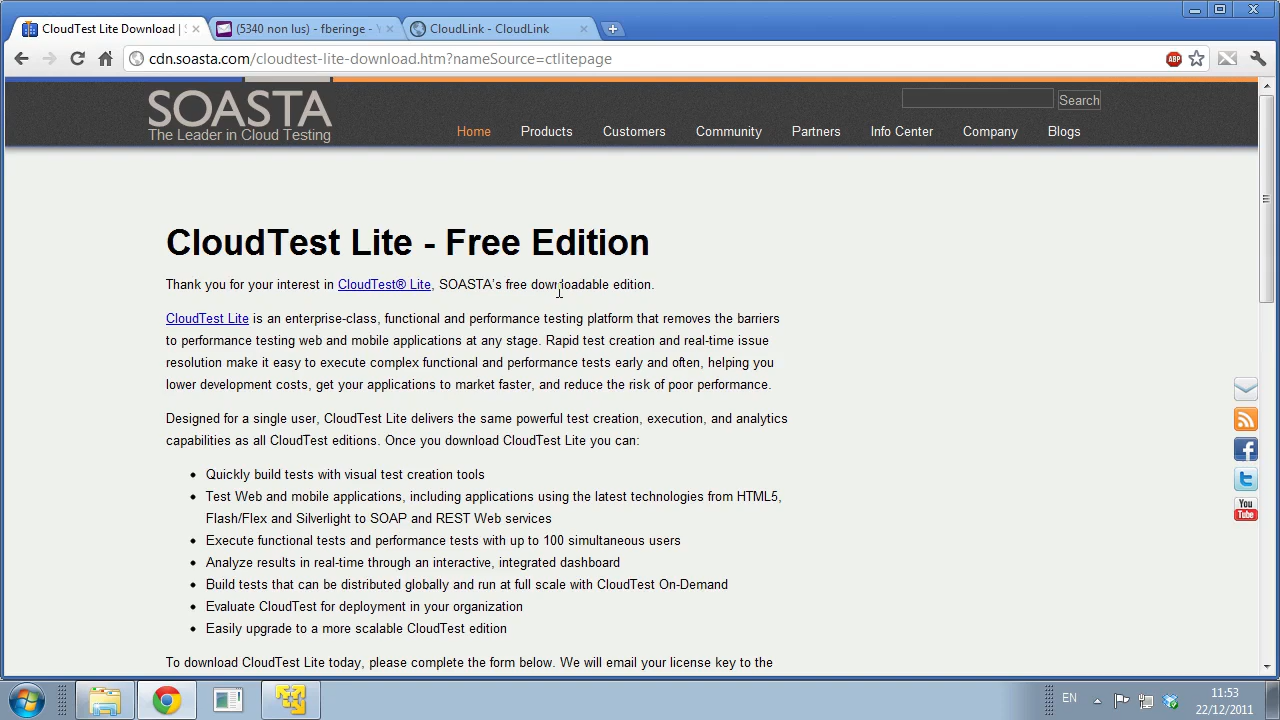 CloudTest Lite Download | S
(5340 non lus) - fberinge - Y
CloudLink - CloudLink
cdn.soasta.com/cloudtest-lite-download.htm?nameSource=ctlitepage
ABP
SOASTA
The Leader in Cloud Testing
Search
Home Products Customers Community Partners Info Center Company Blogs
CloudTest Lite - Free Edition
Thank you for your interest in CloudTest® Lite, SOASTA's free downloadable edition.
CloudTest Lite is an enterprise-class, functional and performance testing platform that removes the barriers
to performance testing web and mobile applications at any stage. Rapid test creation and real-time issue
resolution make it easy to execute complex functional and performance tests early and often, helping you
lower development costs, get your applications to market faster, and reduce the risk of poor performance.
Designed for a single user, CloudTest Lite delivers the same powerful test creation, execution, and analytics
capabilities as all CloudTest editions. Once you download CloudTest Lite you can:
Quickly build tests with visual test creation tools
Test Web and mobile applications, including applications using the latest technologies from HTML5,
Flash/Flex and Silverlight to SOAP and REST Web services
Execute functional tests and performance tests with up to 100 simultaneous users
Analyze results in real-time through an interactive, integrated dashboard
Build tests that can be distributed globally and run at full scale with CloudTest On-Demand
Evaluate CloudTest for deployment in your organization
Easily upgrade to a more scalable CloudTest edition
To download CloudTest Lite today, please complete the form below. We will email your license key to the
You
Tube
EN
11:53
22/12/2011